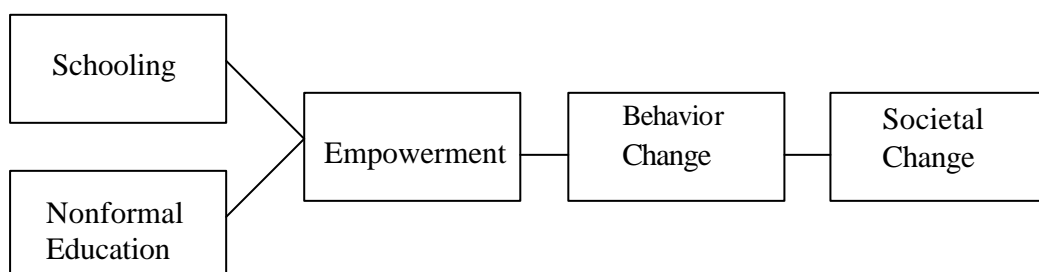 Schooling
Nonformal
Education
Empowerment
Behavior
Change
Societal
Change